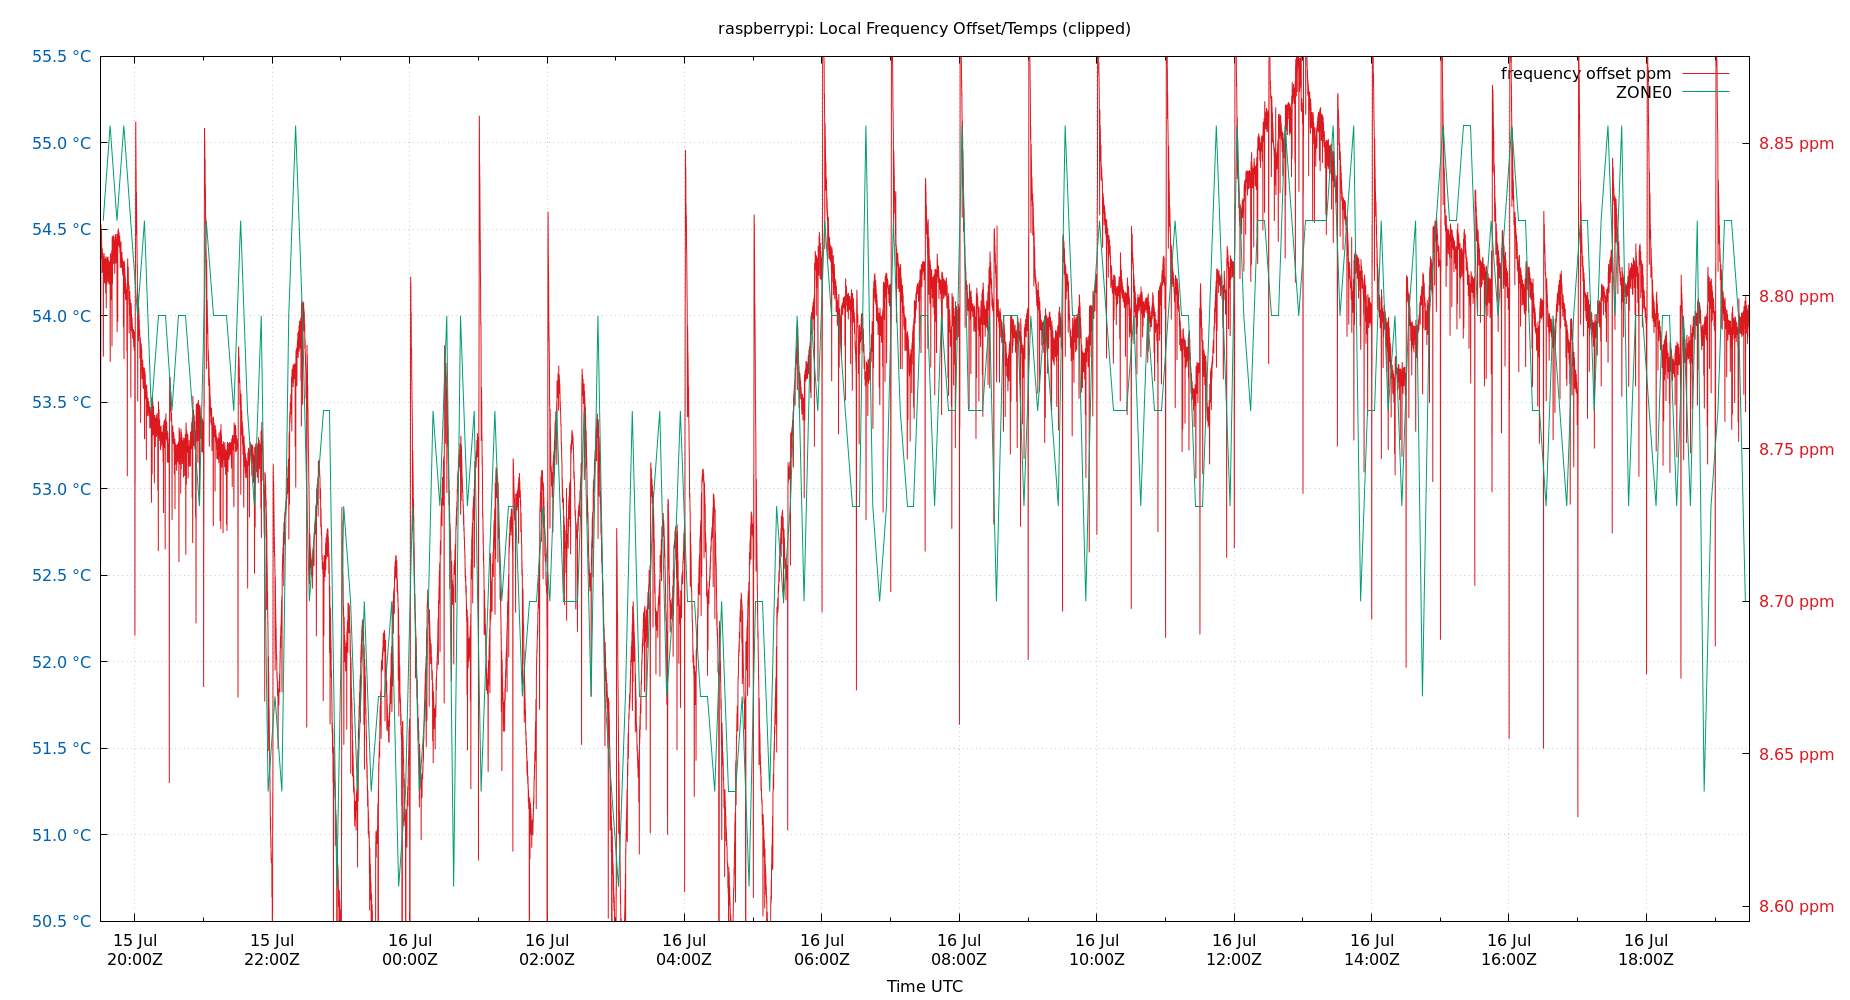 raspberrypi: Local Frequency Offset/Temps (clipped)
frequency offset ppm
ZONE0
55.5 °C
55.0 °C
54.5 °C
54.0 °C
53.5 °C
53.0 °C
52.5 °C
52.0 °C
51.5 °C
51.0 °C
50.5 °C
8.85 ppm
8.80 ppm
8.75 ppm
8.70 ppm
8.65 ppm
8.60 ppm
15 Jul
20:00Z
15 Jul
22:00Z
16 Jul
00:00Z
16 Jul
02:00Z
16 Jul
04:00Z
16 Jul
06:00Z
16 Jul
08:00Z
16 Jul
10:00Z
16 Jul
12:00Z
16 Jul
14:00Z
16 Jul
16:00Z
16 Jul
18:00Z
Time UTC